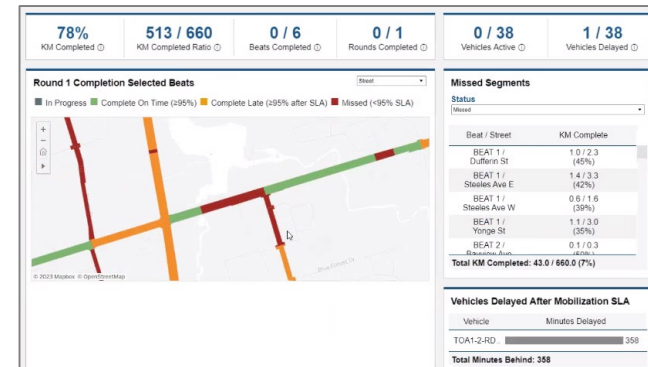 78%
KM Completed ⓘ
513 / 660
KM Completed Ratio ⓘ
0 / 6
Beats Completed ⓘ
0 / 1
Rounds Completed ⓘ
0 / 38
Vehicles Active ⓘ
1 / 38
Vehicles Delayed ⓘ
Round 1 Completion Selected Beats
Street
In Progress
Complete On Time (≥95%)
Complete Late (≥95% after SLA)
Missed (<95% SLA)
© 2023 Mapbox © OpenStreetMap
Missed Segments
Status
Missed
Beat / Street
KM Complete
BEAT 1 /
Dufferin St
1.0 / 2.3
(45%)
BEAT 1 /
Steeles Ave E
1.4 / 3.3
(42%)
BEAT 1 /
Steeles Ave W
0.6 / 1.6
(39%)
BEAT 1 /
Yonge St
1.1 / 3.0
(35%)
BEAT 2 /
0.1 / 0.3
Total KM Completed: 43.0 / 660.0 (7%)
Vehicles Delayed After Mobilization SLA
Vehicle
Minutes Delayed
TOA1-2-RD..
358
Total Minutes Behind: 358